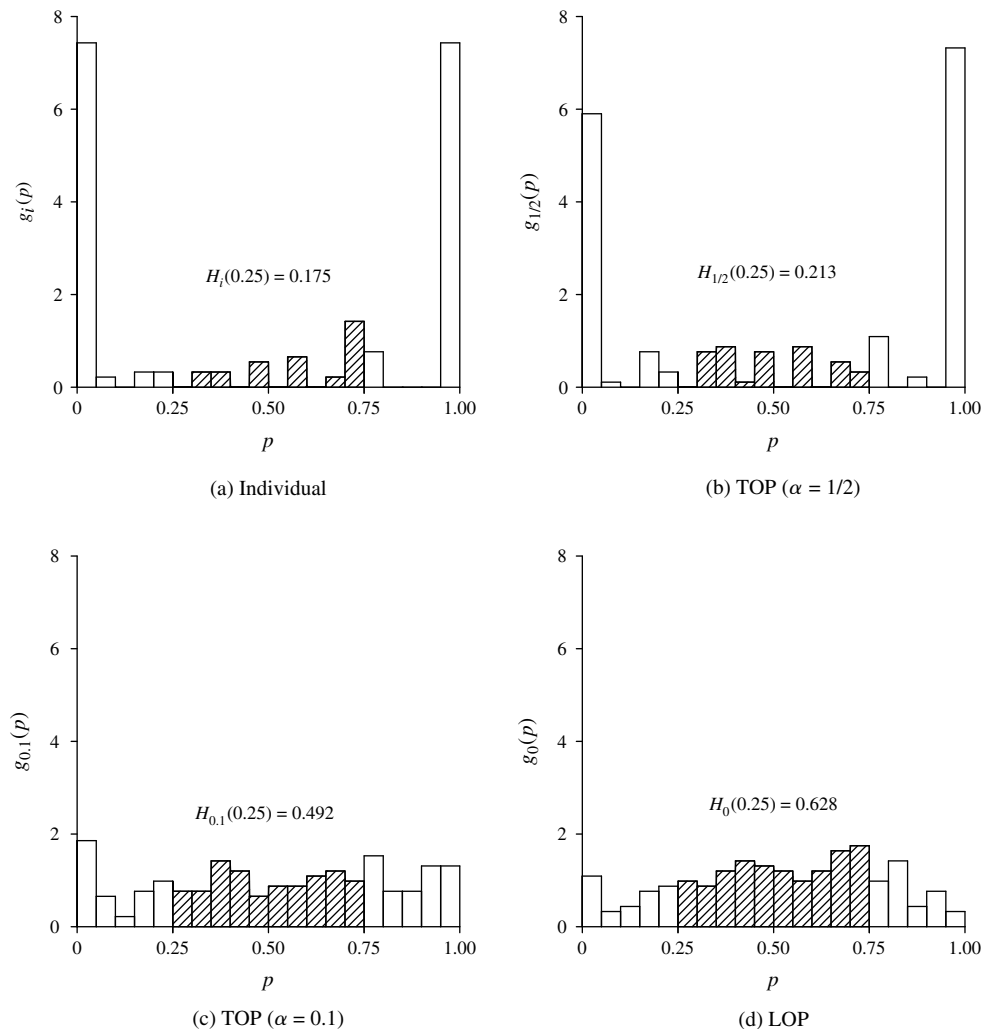 8
6
4
2
0
g_i(p)
H_i(0.25) = 0.175
0 0.25 0.50 0.75 1.00
p
(a) Individual
8
6
4
2
0
g_{1/2}(p)
H_{1/2}(0.25) = 0.213
0 0.25 0.50 0.75 1.00
p
(b) TOP (α = 1/2)
8
6
4
2
0
g_{0.1}(p)
H_{0.1}(0.25) = 0.492
0 0.25 0.50 0.75 1.00
p
(c) TOP (α = 0.1)
8
6
4
2
0
g_0(p)
H_0(0.25) = 0.628
0 0.25 0.50 0.75 1.00
p
(d) LOP